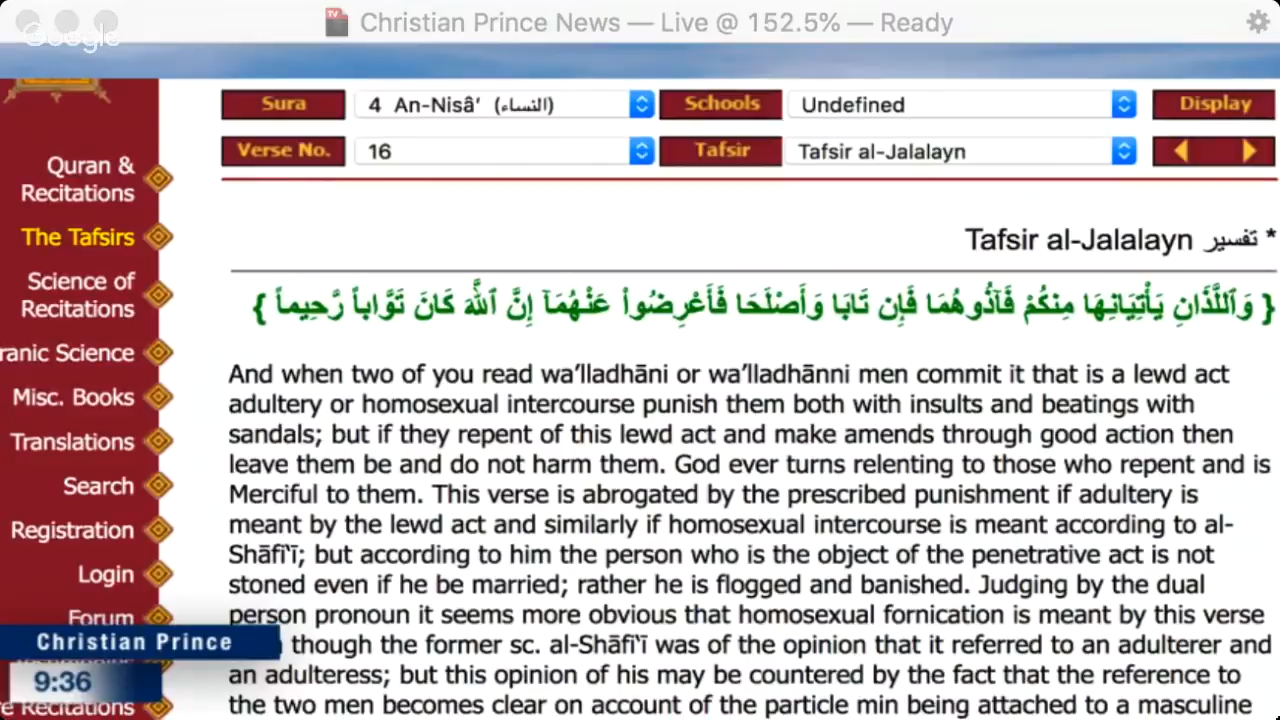 Christian Prince News — Live @ 152.5% — Ready
Google
Sura
4 An-Nisâ' (النساء)
Schools
Undefined
Display
Verse No.
16
Tafsir
Tafsir al-Jalalayn
Quran &
Recitations
The Tafsirs
Science of
Recitations
ranic Science
Misc. Books
Translations
Search
Registration
Login
Forum
e Recitations
* تفسير Tafsir al-Jalalayn
{ وَٱللَّذَانِ يَأْتِيَانِهَا مِنكُمْ فَآذُوهُمَا فَإِن تَابَا وَأَصْلَحَا فَأَعْرِضُواْ عَنْهُمَآ إِنَّ ٱللَّهَ كَانَ تَوَّاباً رَّحِيماً }
And when two of you read wa’lladhāni or wa’lladhānni men commit it that is a lewd act
adultery or homosexual intercourse punish them both with insults and beatings with
sandals; but if they repent of this lewd act and make amends through good action then
leave them be and do not harm them. God ever turns relenting to those who repent and is
Merciful to them. This verse is abrogated by the prescribed punishment if adultery is
meant by the lewd act and similarly if homosexual intercourse is meant according to al-
Shāfi‘ī; but according to him the person who is the object of the penetrative act is not
stoned even if he be married; rather he is flogged and banished. Judging by the dual
person pronoun it seems more obvious that homosexual fornication is meant by this verse
though the former sc. al-Shāfi‘ī was of the opinion that it referred to an adulterer and
an adulteress; but this opinion of his may be countered by the fact that the reference to
the two men becomes clear on account of the particle min being attached to a masculine
Christian Prince
9:36